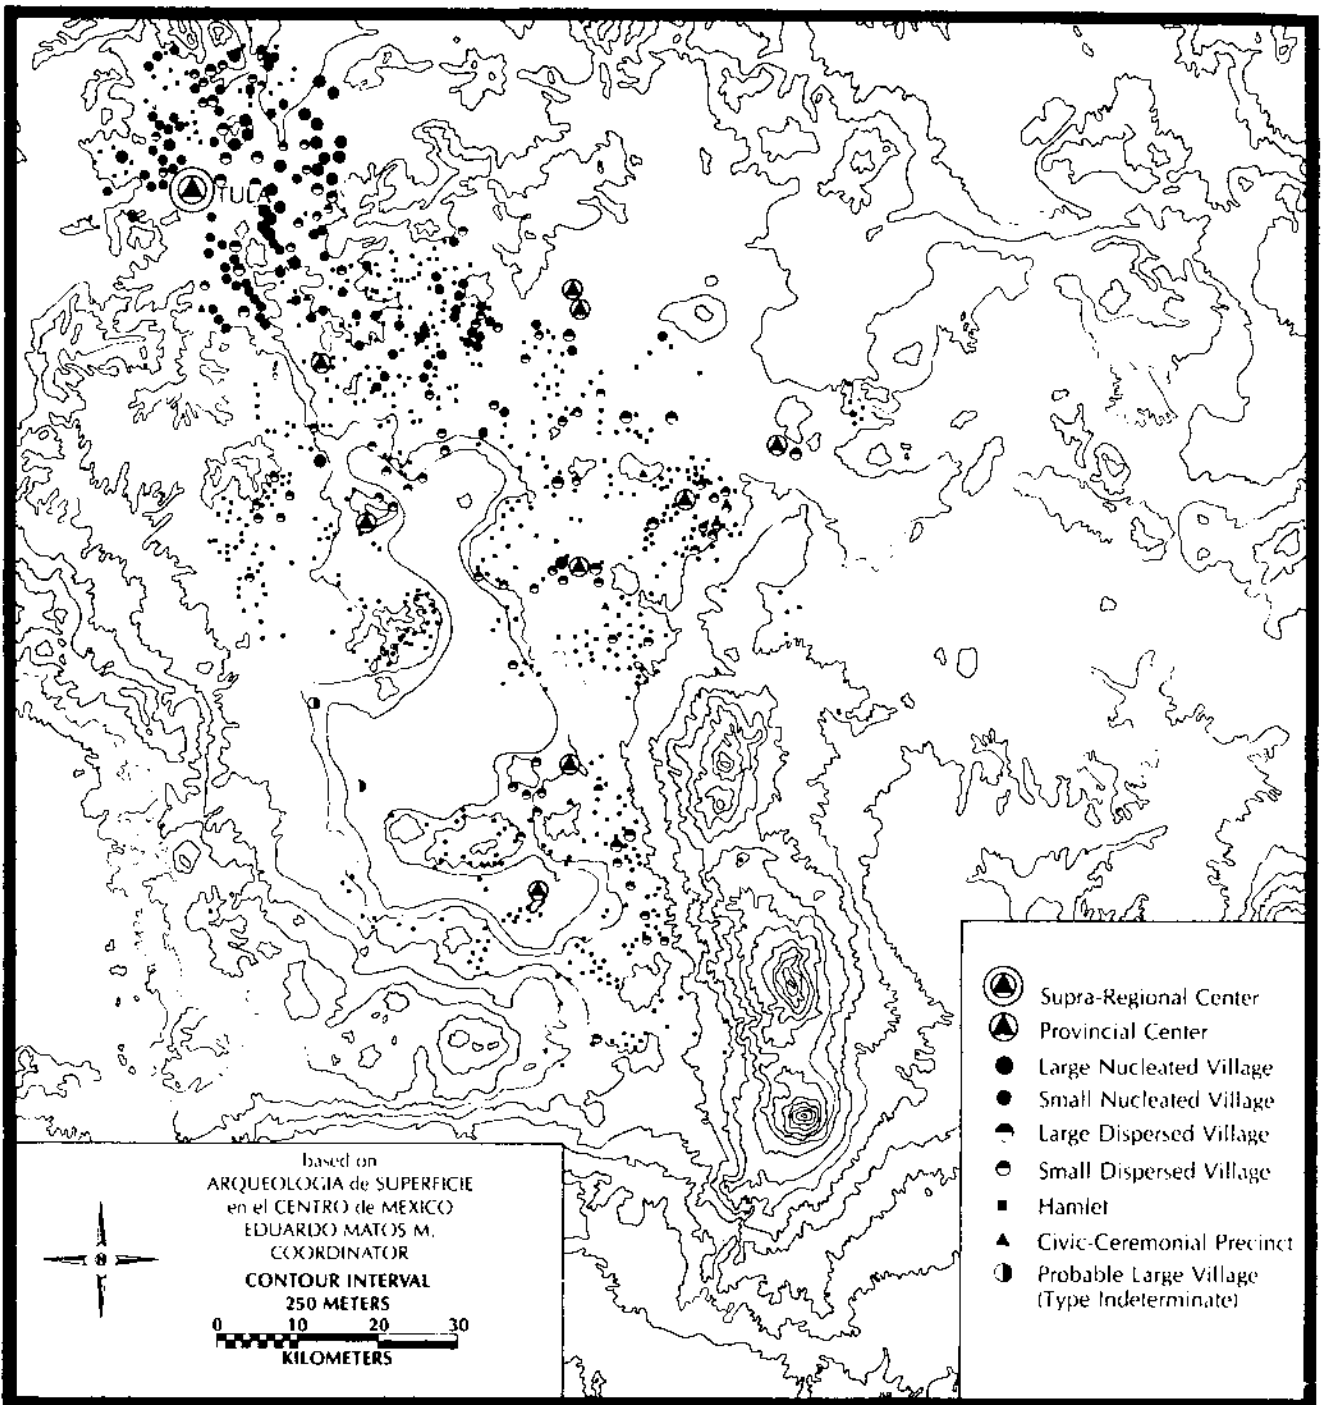 TULA
Supra-Regional Center
Provincial Center
Large Nucleated Village
Small Nucleated Village
Large Dispersed Village
Small Dispersed Village
Hamlet
Civic-Ceremonial Precinct
Probable Large Village
(Type Indeterminate)
based on
ARQUEOLOGIA de SUPERFICIE
en el CENTRO de MEXICO
EDUARDO MATOS M.
COORDINATOR
CONTOUR INTERVAL
250 METERS
0 10 20 30
KILOMETERS
N